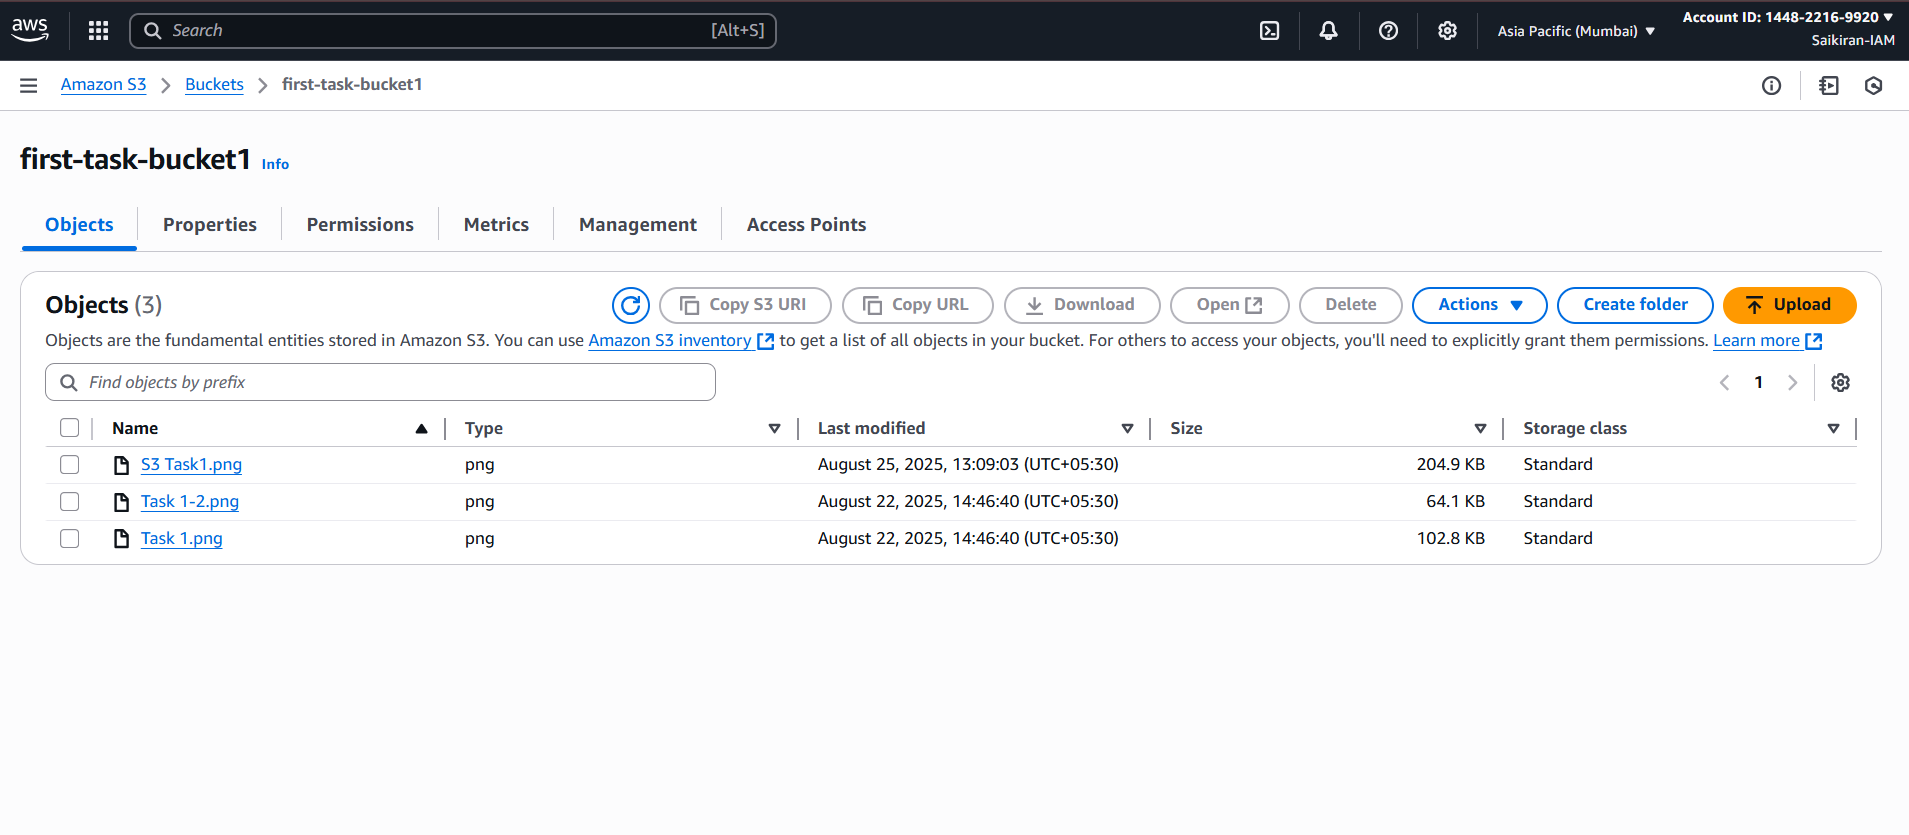 aws
Search [Alt+S]
Asia Pacific (Mumbai)
Account ID: 1448-2216-9920
Saikiran-IAM
Amazon S3 Buckets first-task-bucket1
first-task-bucket1 Info
Objects Properties Permissions Metrics Management Access Points
Objects (3) Copy S3 URI Copy URL Download Open Delete Actions Create folder Upload
Objects are the fundamental entities stored in Amazon S3. You can use Amazon S3 inventory to get a list of all objects in your bucket. For others to access your objects, you'll need to explicitly grant them permissions. Learn more
Find objects by prefix 1
Name Type Last modified Size Storage class
S3 Task1.png png August 25, 2025, 13:09:03 (UTC+05:30) 204.9 KB Standard
Task 1-2.png png August 22, 2025, 14:46:40 (UTC+05:30) 64.1 KB Standard
Task 1.png png August 22, 2025, 14:46:40 (UTC+05:30) 102.8 KB Standard